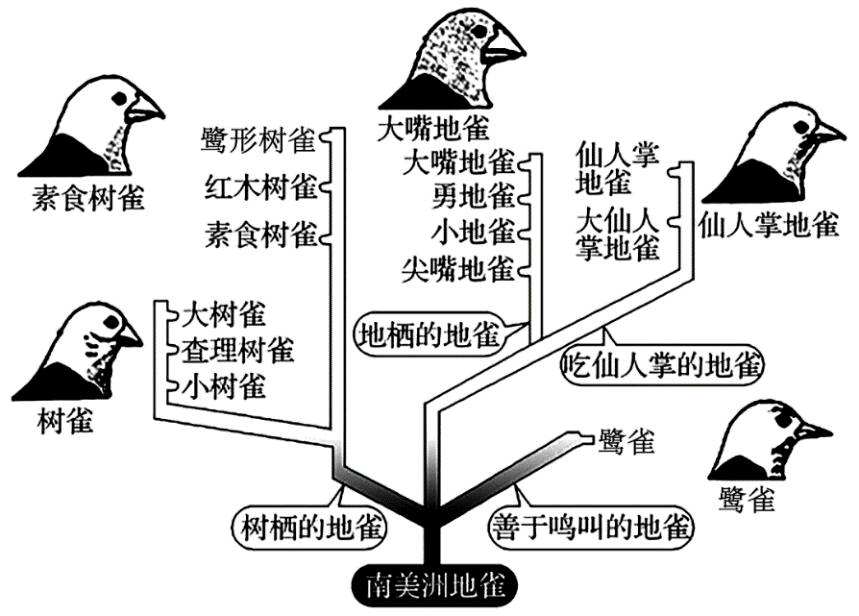 大嘴地雀
素食树雀
鹭形树雀
红木树雀
素食树雀
大嘴地雀
勇地雀
小地雀
尖嘴地雀
仙人掌
地雀
大仙人
掌地雀
仙人掌地雀
大树雀
查理树雀
小树雀
树雀
地栖的地雀
吃仙人掌的地雀
鹭雀
鹭雀
树栖的地雀
善于鸣叫的地雀
南美洲地雀